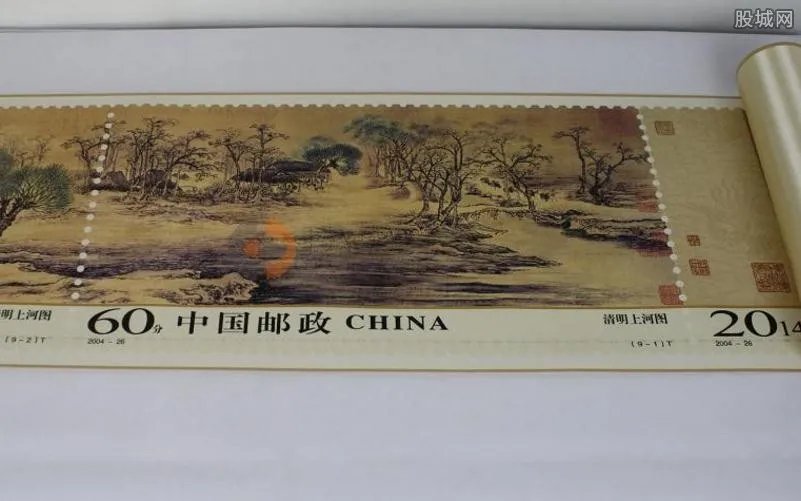 股城网
明上河图
(9-2)T
60分 中国邮政 CHINA
2004-26
清明上河图
(9-1)T
2014
2004-26